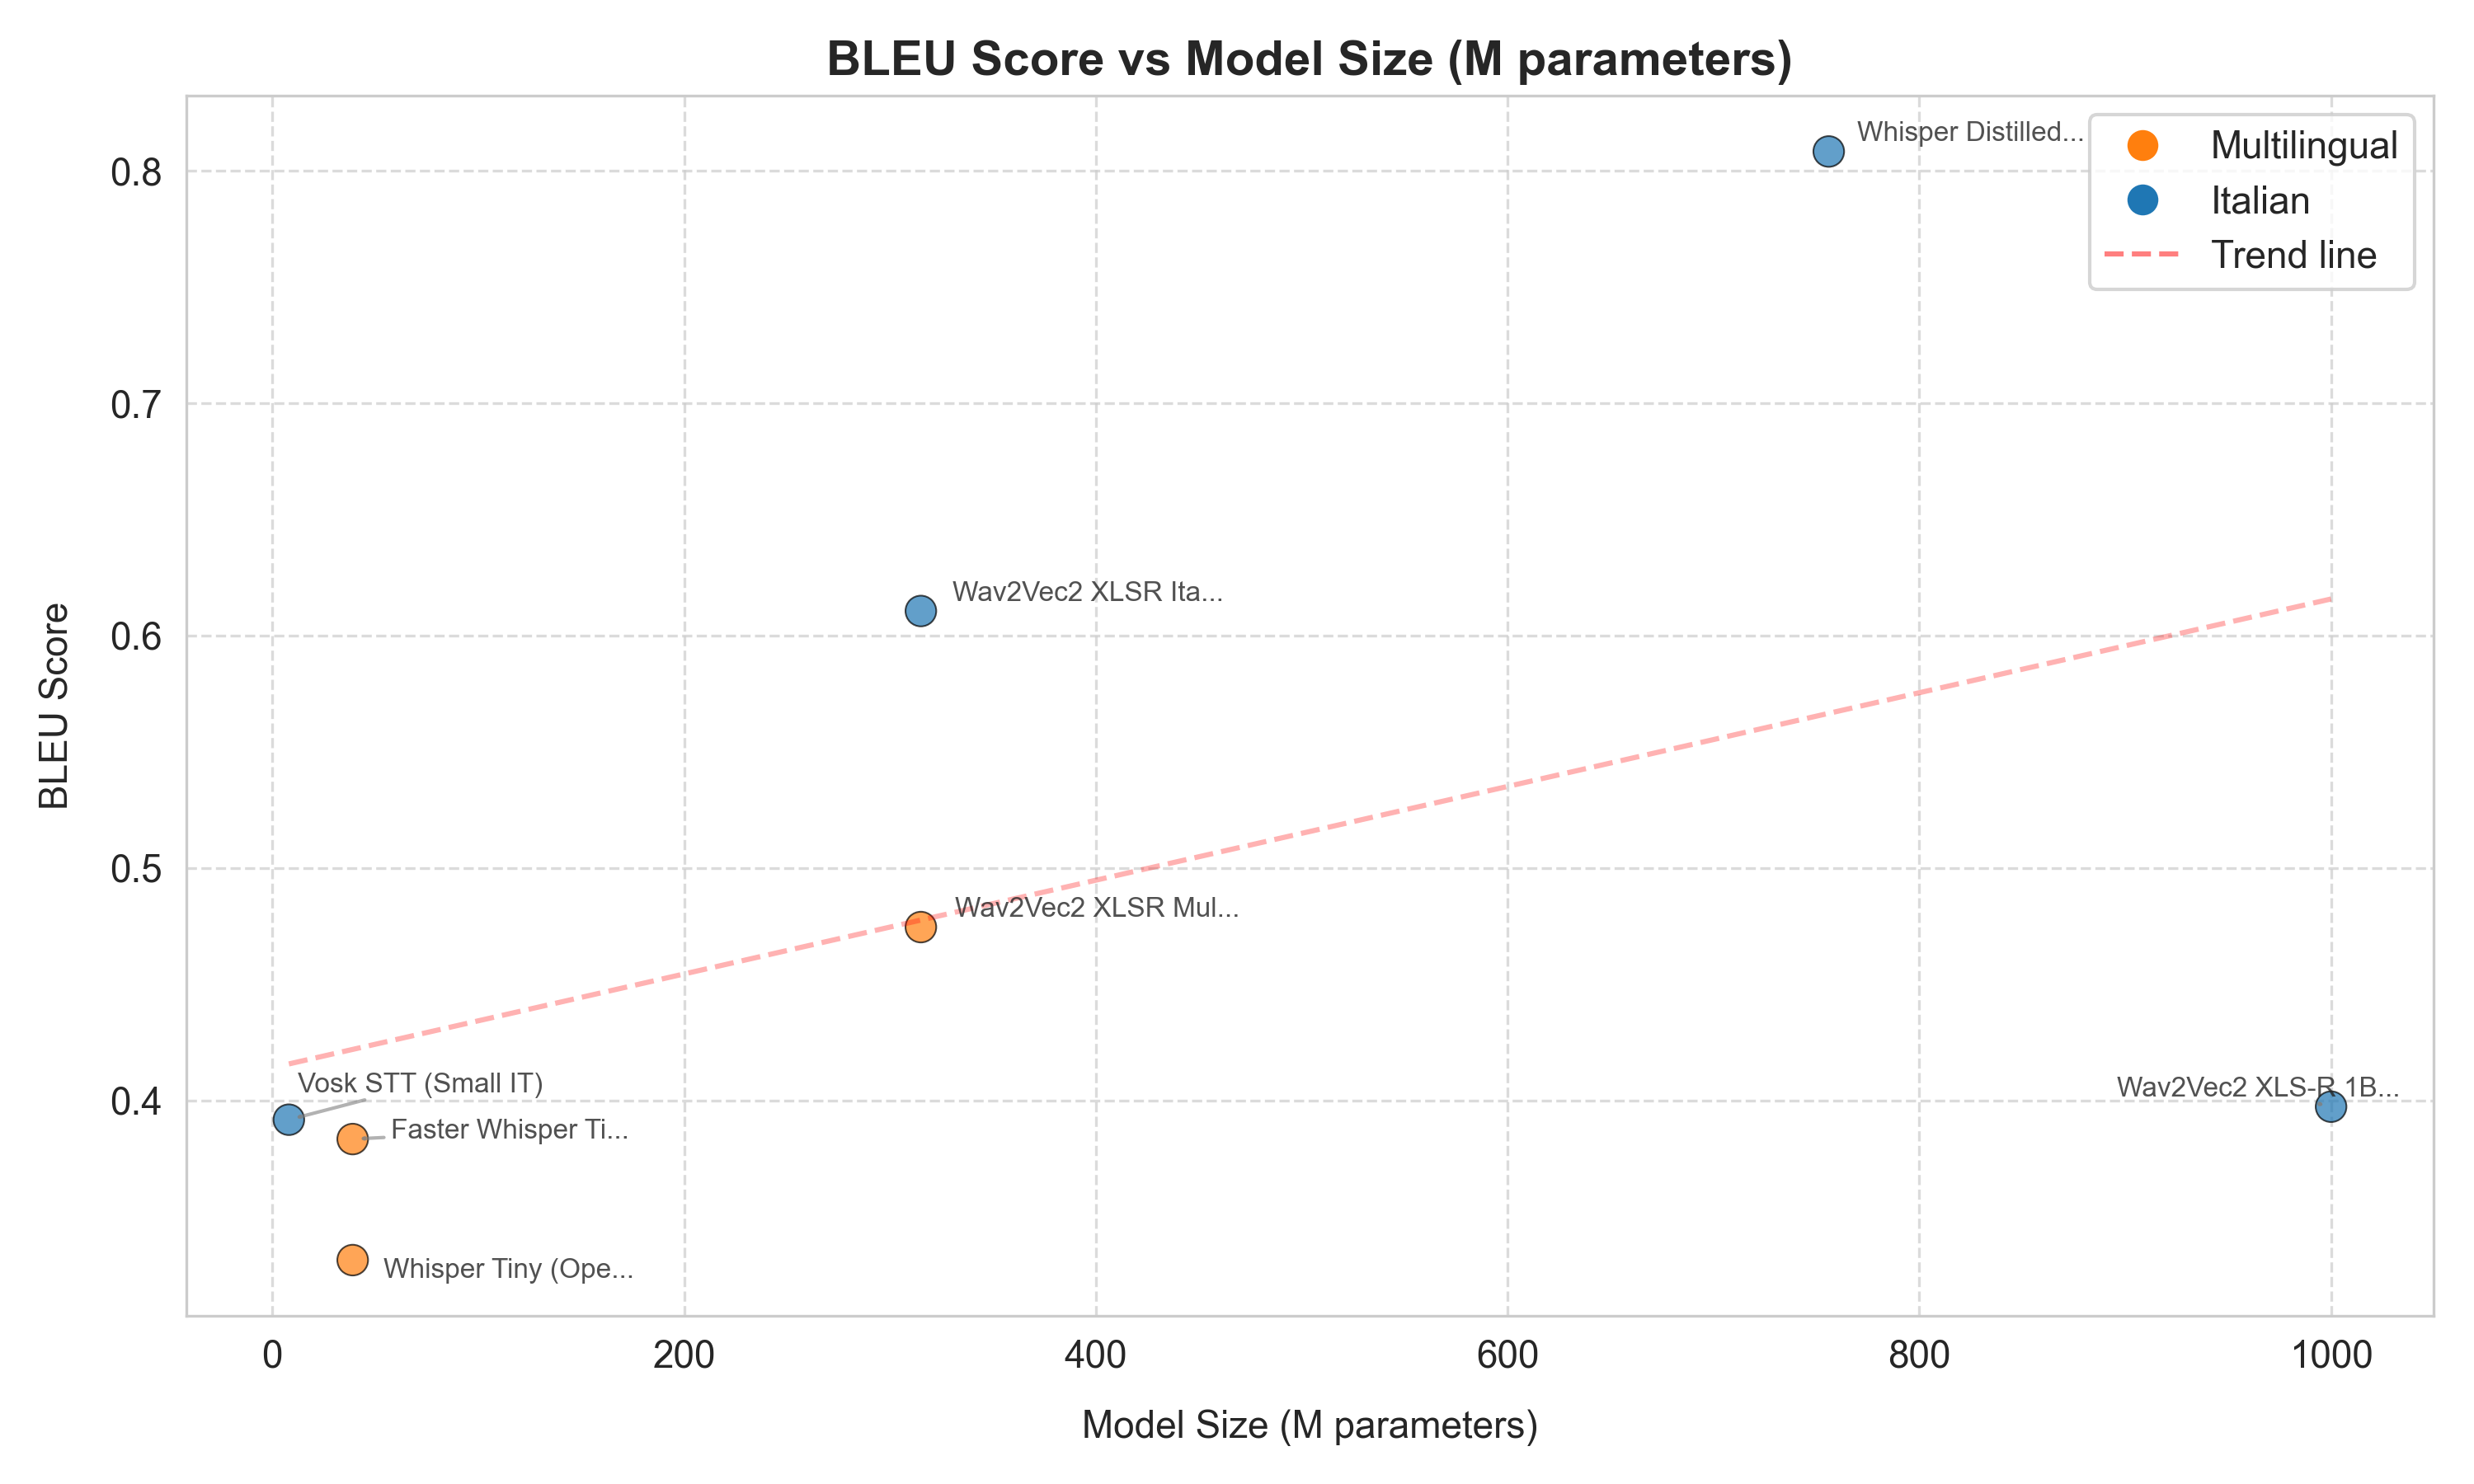 BLEU Score vs Model Size (M parameters)
Whisper Distilled...
Multilingual
Italian
Trend line
0.8
0.7
0.6
0.5
0.4
BLEU Score
Wav2Vec2 XLSR Ita...
Wav2Vec2 XLSR Mul...
Vosk STT (Small IT)
Faster Whisper Ti...
Whisper Tiny (Ope...
Wav2Vec2 XLS-R 1B...
0 200 400 600 800 1000
Model Size (M parameters)